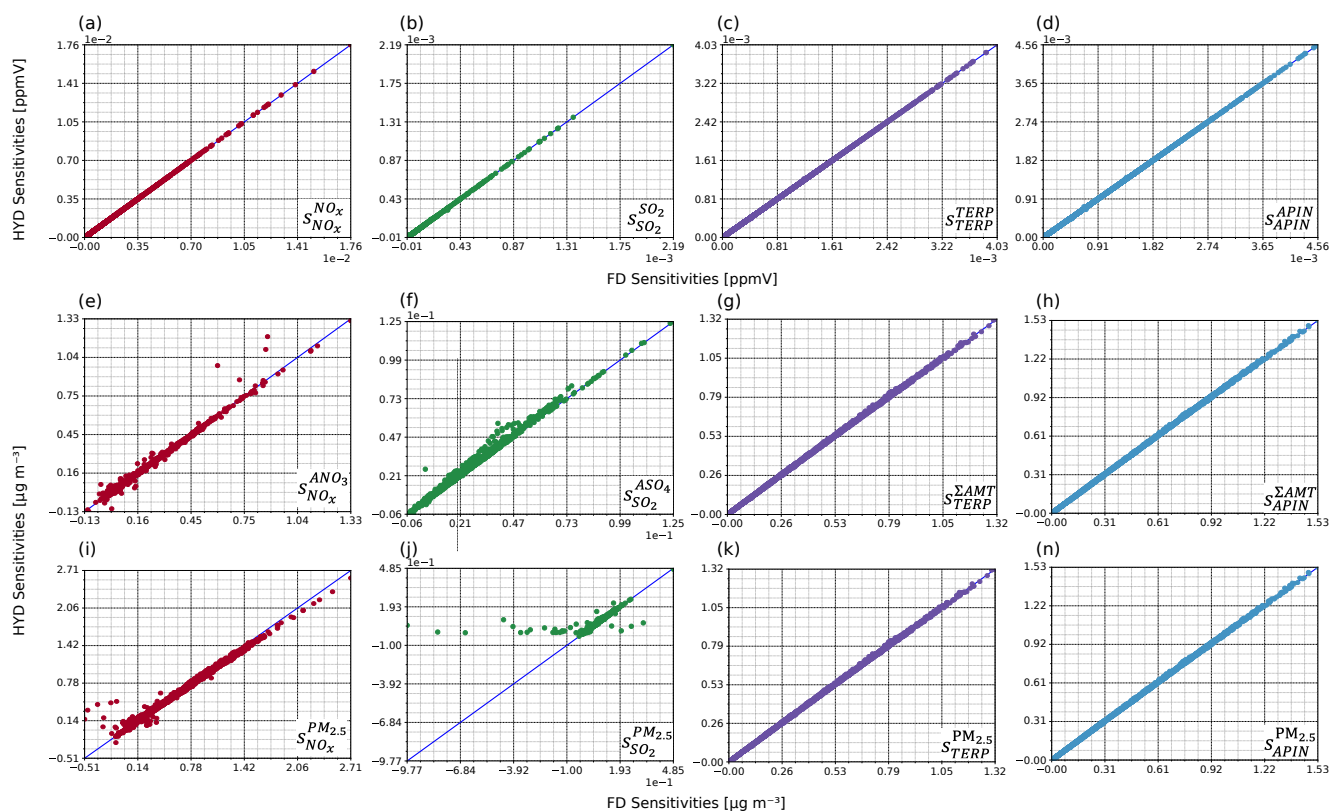 (a) (b) (c) (d)
1e−2 1e−3 1e−3 1e−3
HYD Sensitivities [ppmV]
1.76 2.19 4.03 4.56
1.41 1.75 3.22 3.65
1.05 1.31 2.42 2.74
0.70 0.87 1.61 1.82
0.35 0.43 0.81 0.91
−0.00 −0.01 0.00 0.00
S_{NO_x}^{NO_x} S_{SO_2}^{SO_2} S_{TERP}^{TERP} S_{APIN}^{APIN}
−0.00 0.35 0.70 1.05 1.41 1.76 −0.01 0.43 0.87 1.31 1.75 2.19 0.00 0.81 1.61 2.42 3.22 4.03 0.00 0.91 1.82 2.74 3.65 4.56
1e−2 1e−3 1e−3 1e−3
FD Sensitivities [ppmV]
(e) (f) (g) (h)
1e−1
HYD Sensitivities [μg m⁻³]
1.33 1.25 1.32 1.53
1.04 0.99 1.05 1.22
0.75 0.73 0.79 0.92
0.45 0.47 0.53 0.61
0.16 0.21 0.26 0.31
−0.13 −0.06 −0.00 −0.00
S_{NO_x}^{ANO_3} S_{SO_2}^{ASO_4} S_{TERP}^{ΣAMT} S_{APIN}^{ΣAMT}
−0.13 0.16 0.45 0.75 1.04 1.33 −0.06 0.21 0.47 0.73 0.99 1.25 −0.00 0.26 0.53 0.79 1.05 1.32 −0.00 0.31 0.61 0.92 1.22 1.53
1e−1
(i) (j) (k) (n)
1e−1
2.71 4.85 1.32 1.53
2.06 1.93 1.05 1.22
1.42 −1.00 0.79 0.92
0.78 −3.92 0.53 0.61
0.14 −6.84 0.26 0.31
−0.51 −9.77 −0.00 −0.00
S_{NO_x}^{PM_{2.5}} S_{SO_2}^{PM_{2.5}} S_{TERP}^{PM_{2.5}} S_{APIN}^{PM_{2.5}}
−0.51 0.14 0.78 1.42 2.06 2.71 −9.77 −6.84 −3.92 −1.00 1.93 4.85 −0.00 0.26 0.53 0.79 1.05 1.32 −0.00 0.31 0.61 0.92 1.22 1.53
1e−1
FD Sensitivities [μg m⁻³]